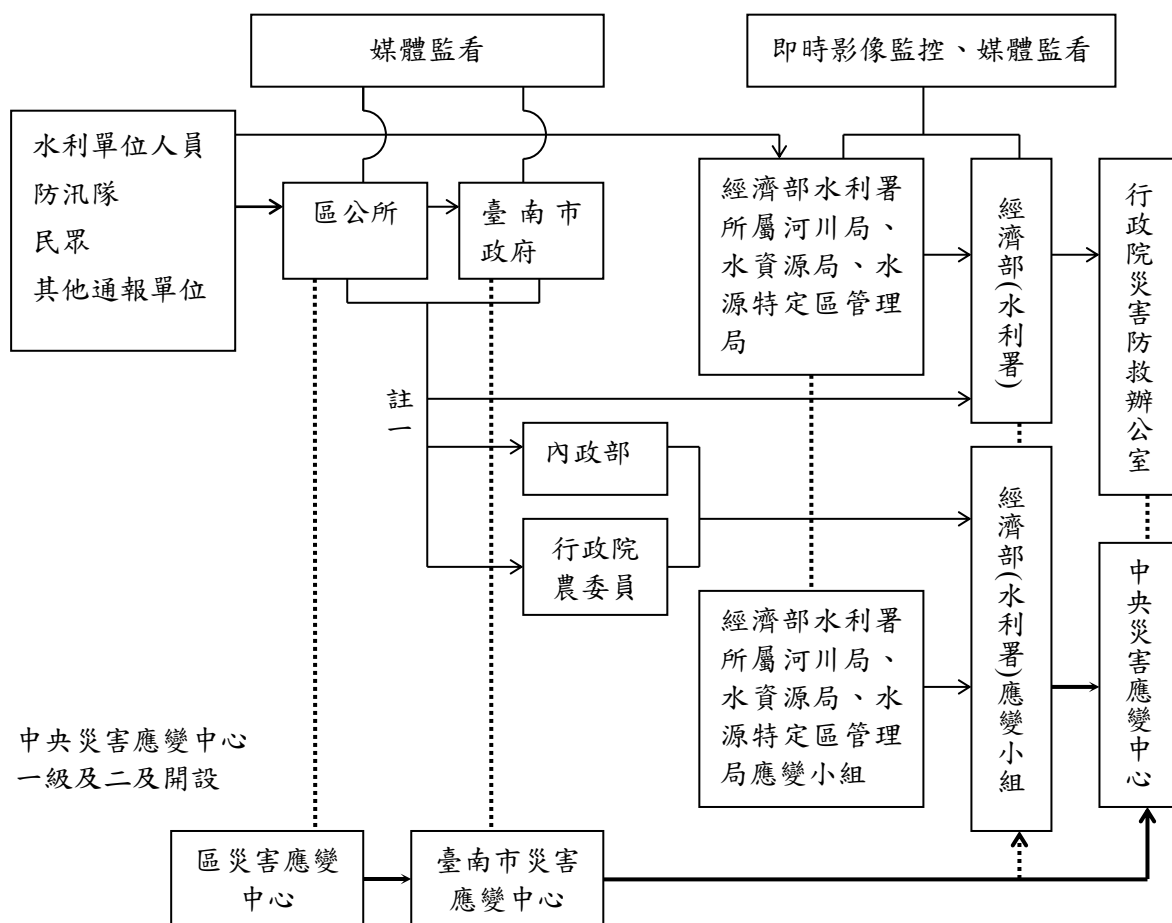 媒體監看
即時影像監控、媒體監看
水利單位人員
防汛隊
民眾
其他通報單位
區公所
臺南市
政府
經濟部水利署
所屬河川局、
水資源局、水
源特定區管理
局
經濟部(水利署)
行政院災害防救辦公室
註一
內政部
行政院
農委員
經濟部水利署
所屬河川局、
水資源局、水
源特定區管理
局應變小組
經濟部(水利署)應變小組
中央災害應變中心
中央災害應變中心
一級及二及開設
區災害應變
中心
臺南市災害
應變中心